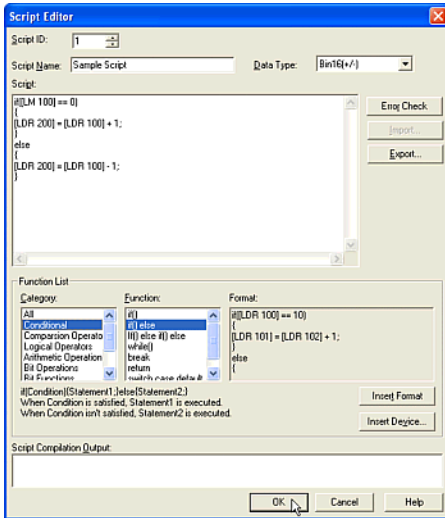 Script Editor
Script ID: 1
Script Name: Sample Script Data Type: Bin16(+/-)
Script:
if([LM 100] == 0)
{
[LDR 200] = [LDR 100] + 1;
}
else
{
[LDR 200] = [LDR 100] - 1;
}
Error Check
Import...
Export...
Function List
Category: Function: Format:
All
Conditional
Comparsion Operato
Logical Operators
Arithmetic Operation
Bit Operations
Bit Functions
if()
if() else
if() else if() else
while()
break
return
switch case default
if([LDR 100] == 10)
{
[LDR 101] = [LDR 102] + 1;
}
else
{
if(Condition){Statement1;}else{Statement2;}
When Condition is satisfied, Statement1 is executed.
When Condition isn't satisfied, Statement2 is executed.
Insert Format
Insert Device...
Script Compilation Output:
OK Cancel Help